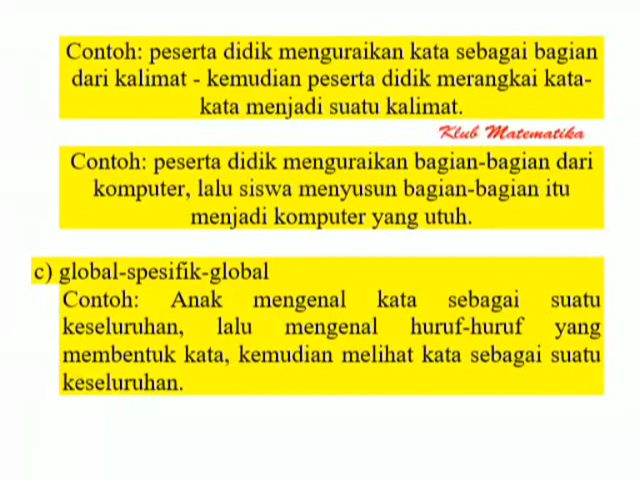 Contoh: peserta didik menguraikan kata sebagai bagian
dari kalimat - kemudian peserta didik merangkai kata-
kata menjadi suatu kalimat.
Klub Matematika
Contoh: peserta didik menguraikan bagian-bagian dari
komputer, lalu siswa menyusun bagian-bagian itu
menjadi komputer yang utuh.
c) global-spesifik-global
Contoh: Anak mengenal kata sebagai suatu
keseluruhan, lalu mengenal huruf-huruf yang
membentuk kata, kemudian melihat kata sebagai suatu
keseluruhan.